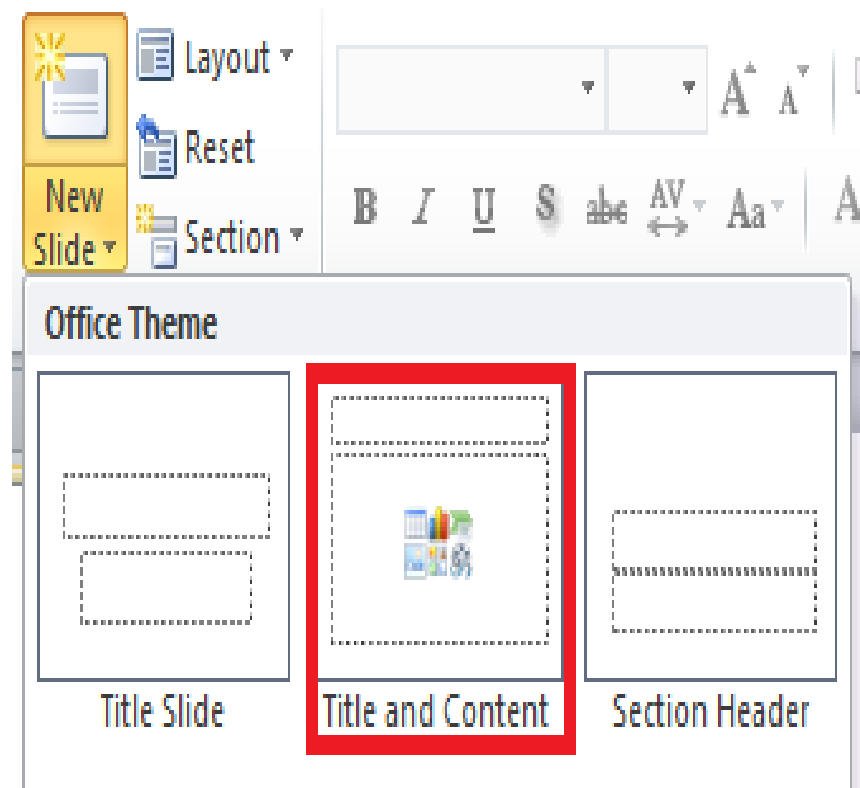 Layout
Reset
New
Slide
Section
A A
B I U S abc AV Aa A
Office Theme
Title Slide
Title and Content
Section Header